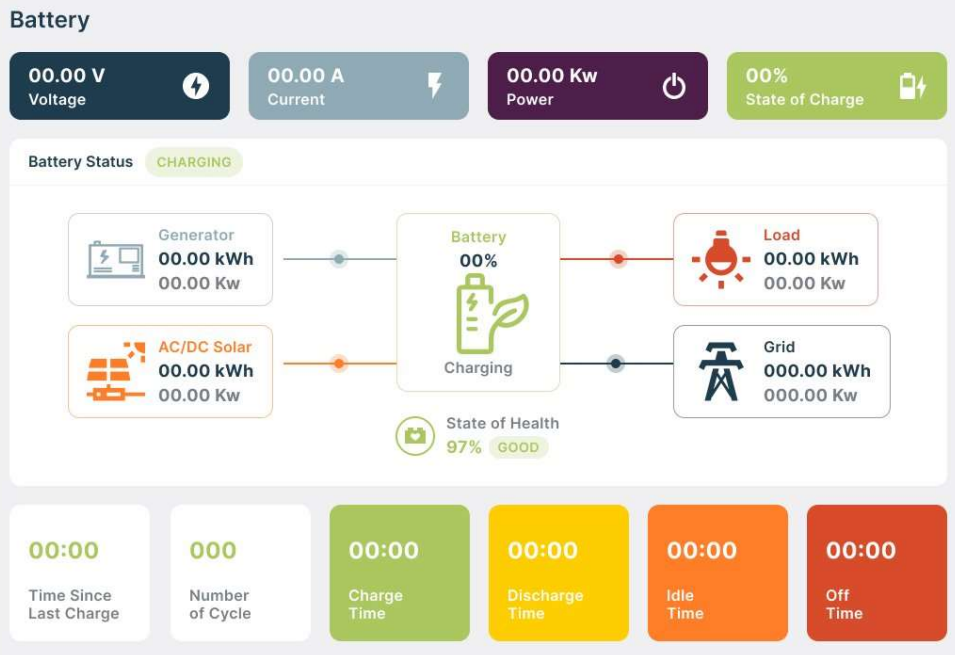 Battery
00.00 V
Voltage
00.00 A
Current
00.00 Kw
Power
00%
State of Charge
Battery Status
CHARGING
Generator
00.00 kWh
00.00 Kw
Battery
00%
Charging
Load
00.00 kWh
00.00 Kw
AC/DC Solar
00.00 kWh
00.00 Kw
Grid
000.00 kWh
000.00 Kw
State of Health
97% GOOD
00:00
Time Since
Last Charge
000
Number
of Cycle
00:00
Charge
Time
00:00
Discharge
Time
00:00
Idle
Time
00:00
Off
Time